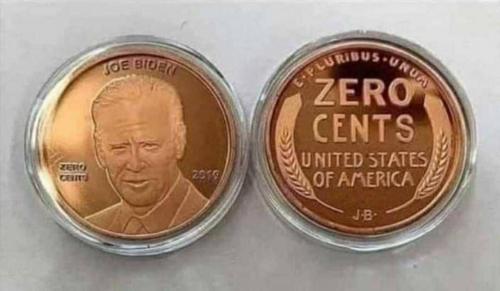 JOE BIDEN
ZERO
CENTS
2019
E·PLURIBUS·UNUM
ZERO
CENTS
UNITED STATES
OF AMERICA
J·B·